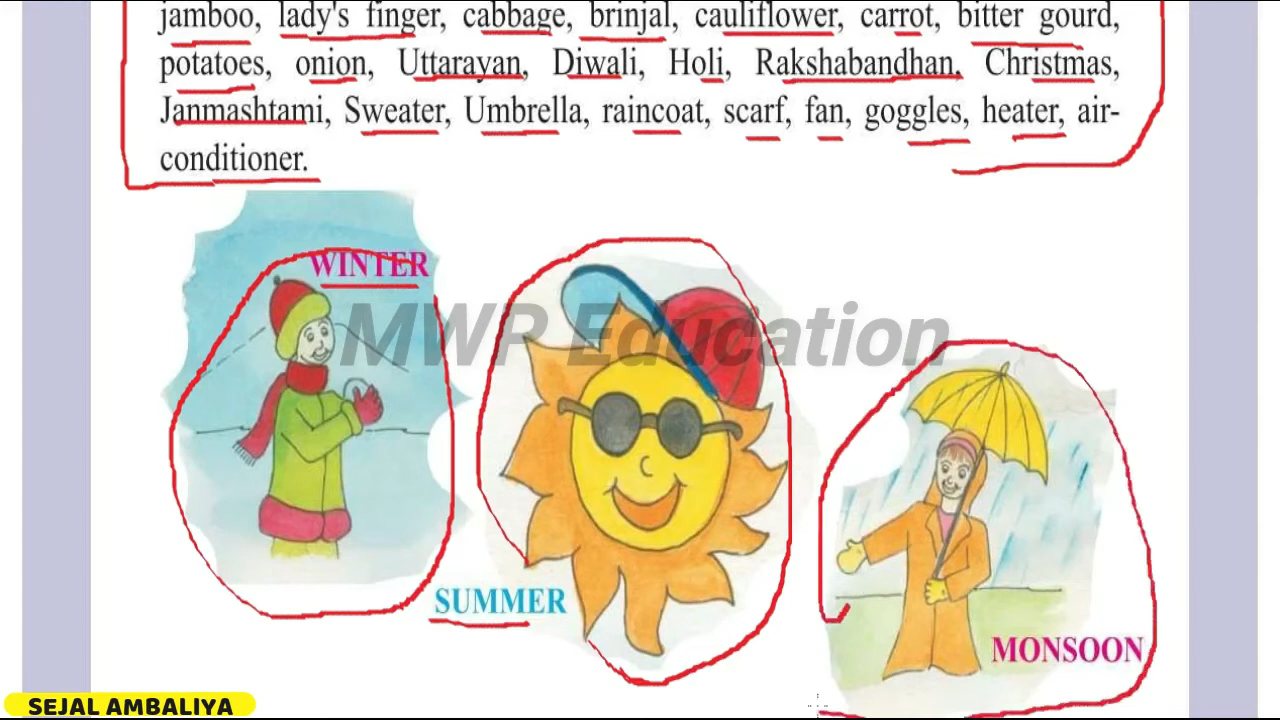 jamboo, lady's finger, cabbage, brinjal, cauliflower, carrot, bitter gourd,
potatoes, onion, Uttarayan, Diwali, Holi, Rakshabandhan, Christmas,
Janmashtami, Sweater, Umbrella, raincoat, scarf, fan, goggles, heater, air-
conditioner.
WINTER
MWP Education
SUMMER
MONSOON
SEJAL AMBALIYA